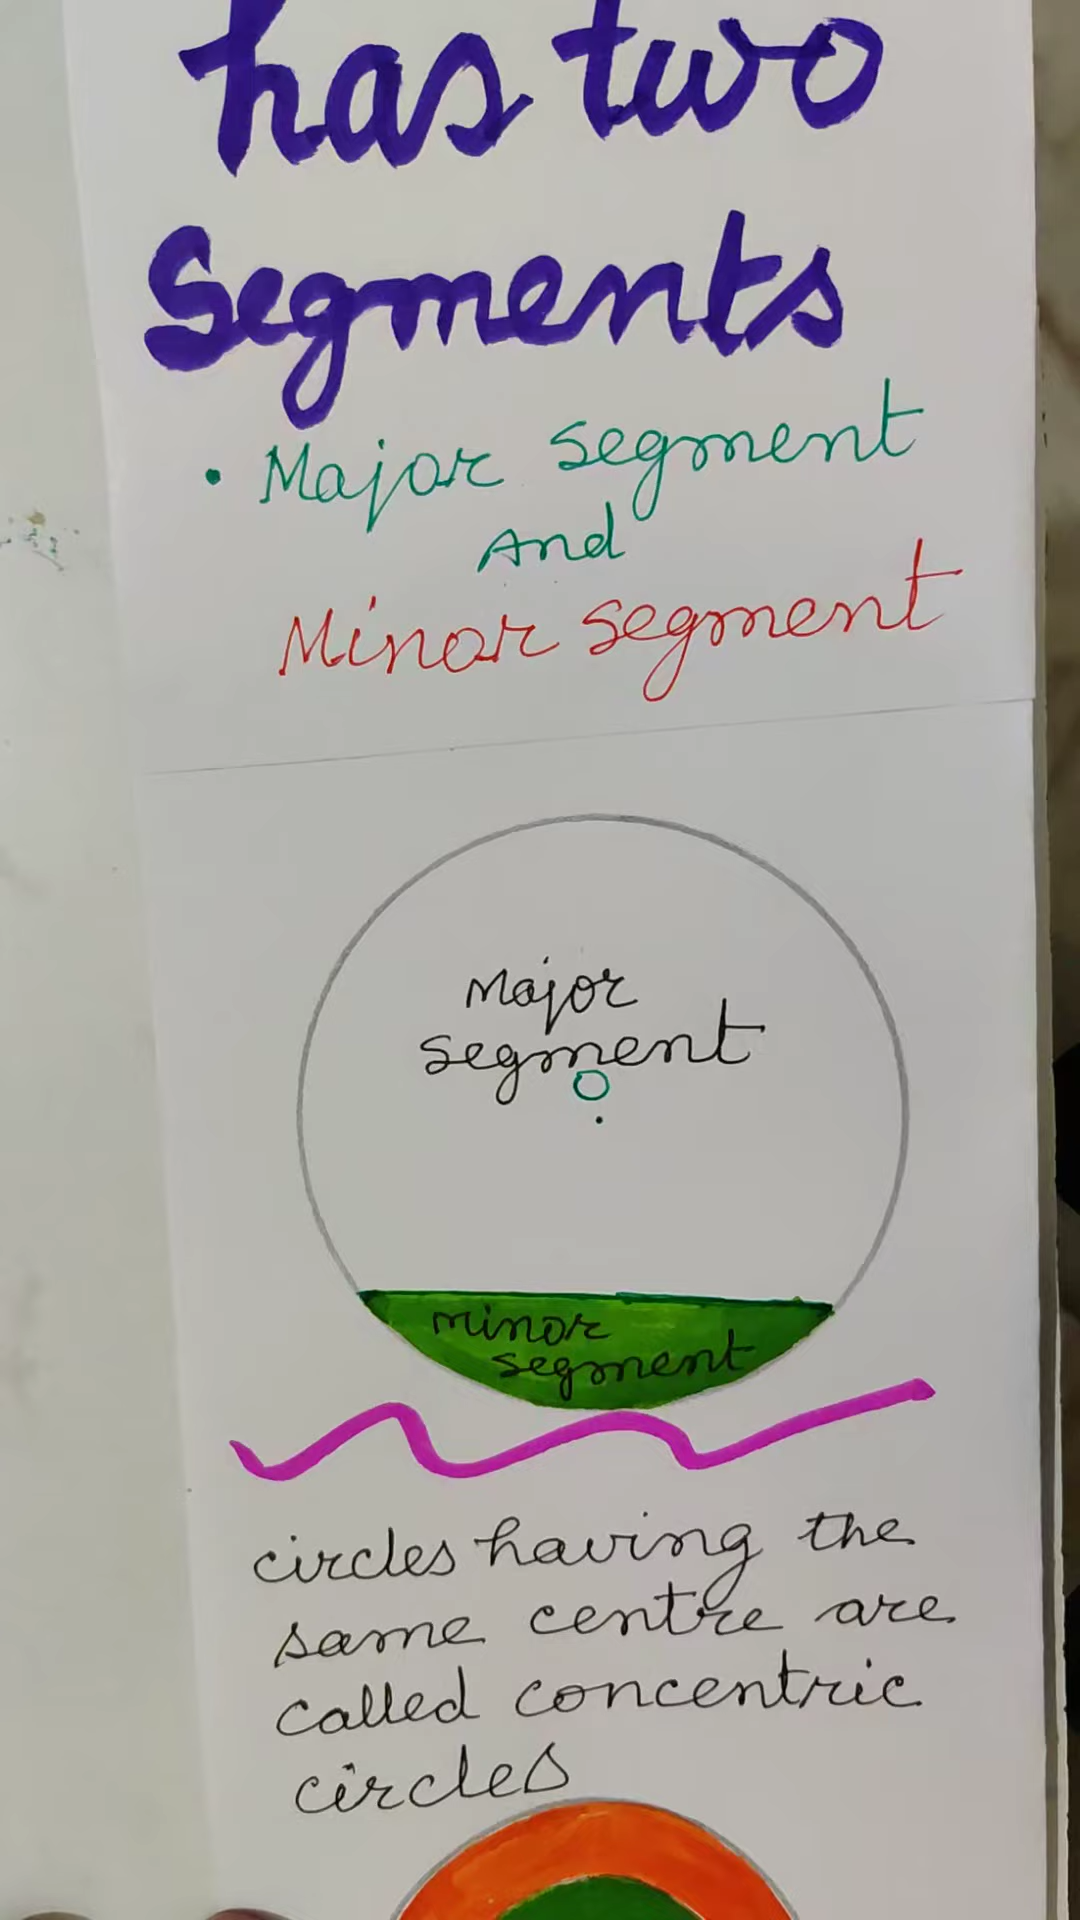 has two
Segments
• Major segment
And
Minor segment
Major
segment
O
minor
segment
circles having the
same centre are
called concentric
circles